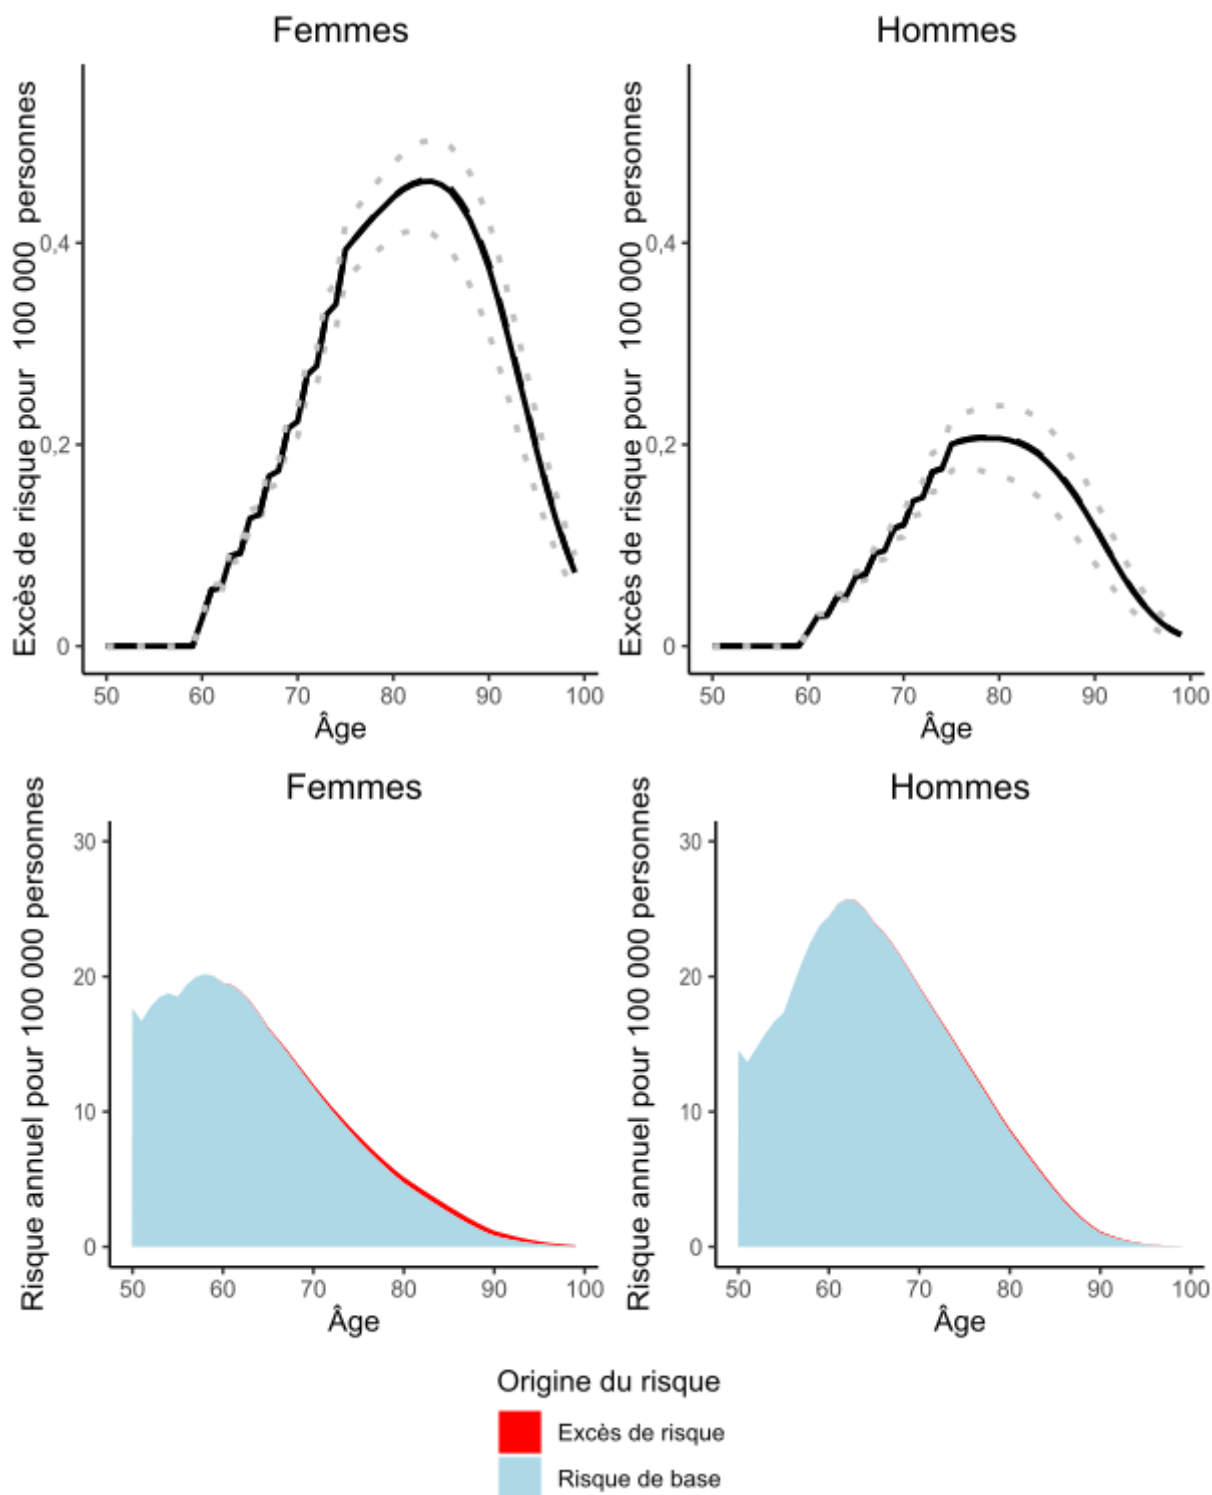 Femmes
Excès de risque pour 100 000 personnes
0,4
0,2
0
50 60 70 80 90 100
Âge
Hommes
Excès de risque pour 100 000 personnes
0,4
0,2
0
50 60 70 80 90 100
Âge
Femmes
Risque annuel pour 100 000 personnes
30
20
10
0
50 60 70 80 90 100
Âge
Hommes
Risque annuel pour 100 000 personnes
30
20
10
0
50 60 70 80 90 100
Âge
Origine du risque
Excès de risque
Risque de base